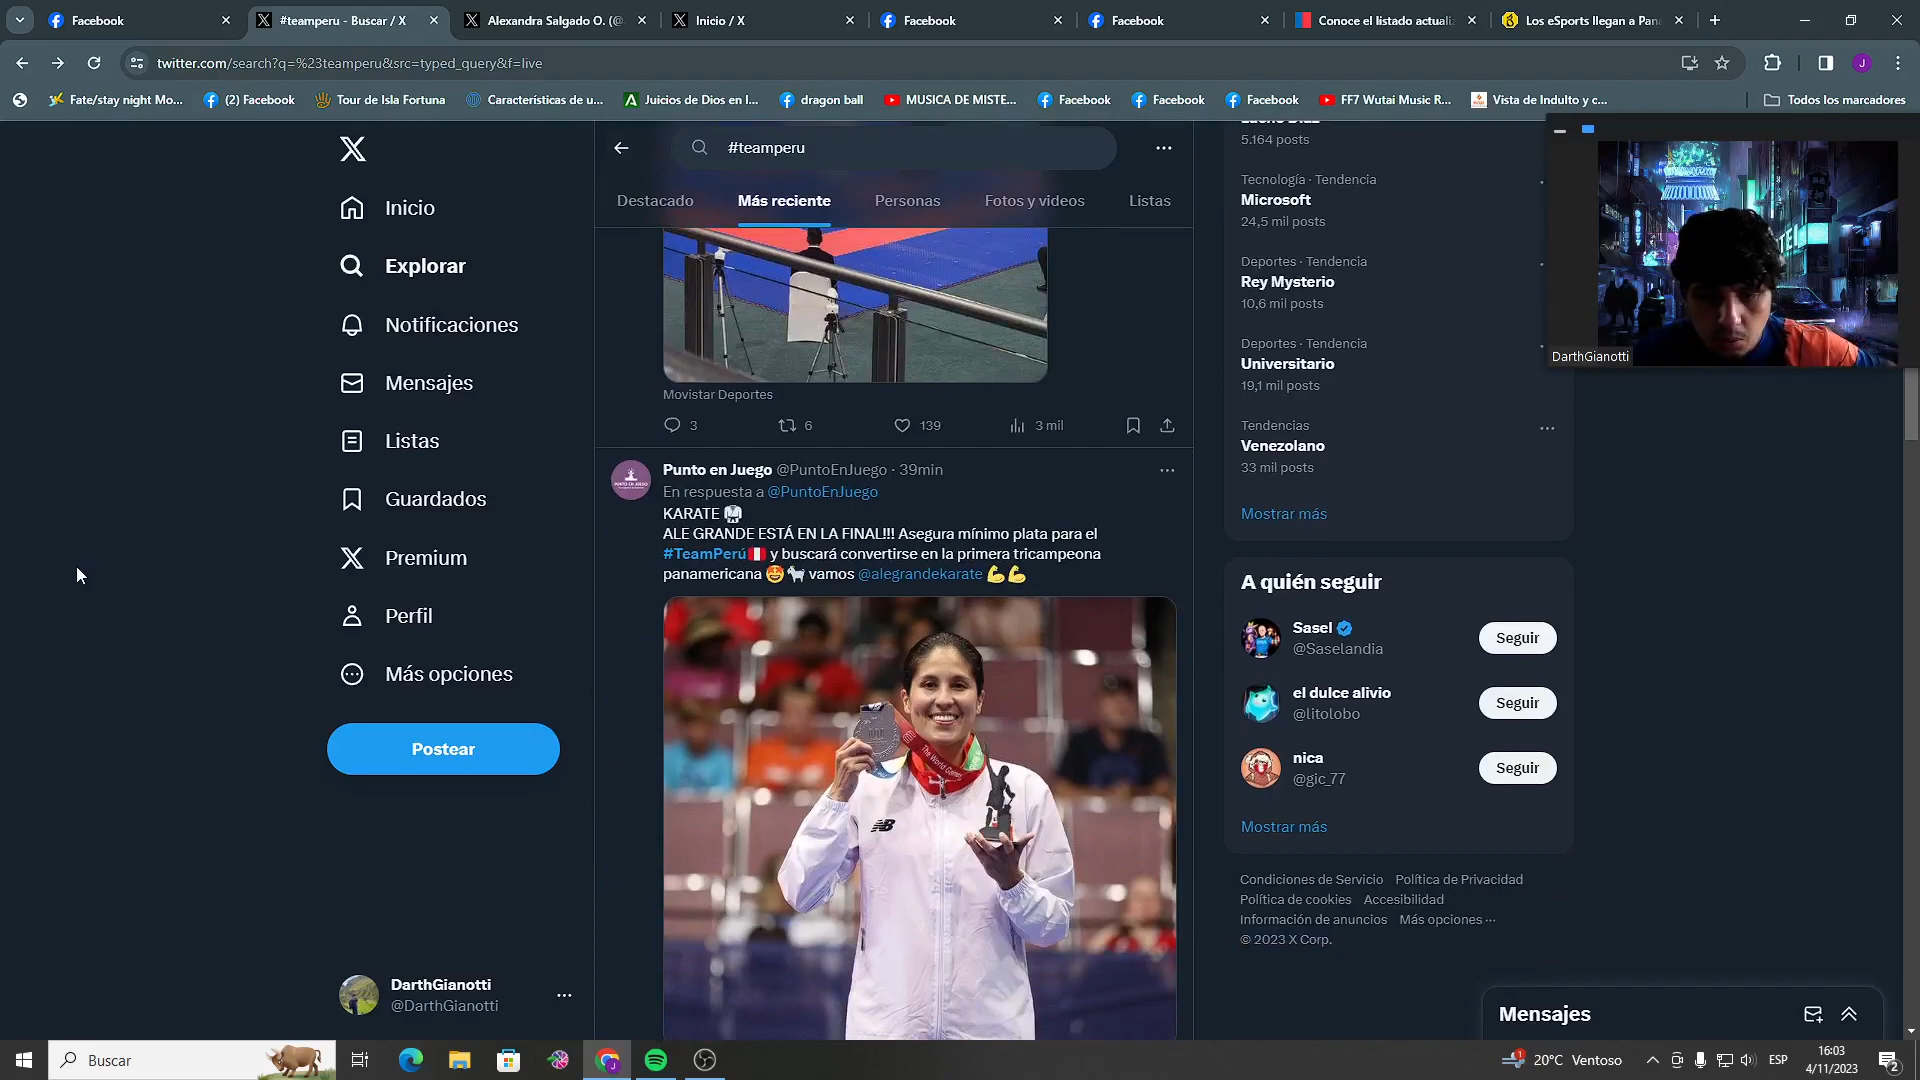 Facebook
#teamperu - Buscar / X
Alexandra Salgado O. (@
Inicio / X
Facebook
Facebook
Conoce el listado actuali
Los eSports llegan a Pan
twitter.com/search?q=%23teamperu&src=typed_query&f=live
J
Fate/stay night Mo...
(2) Facebook
Tour de Isla Fortuna
Características de u...
Juicios de Dios en l...
dragon ball
MUSICA DE MISTE...
Facebook
Facebook
Facebook
FF7 Wutai Music R...
Vista de Indulto y c...
Todos los marcadores
Inicio
Explorar
Notificaciones
Mensajes
Listas
Guardados
Premium
Perfil
Más opciones
Postear
DarthGianotti
@DarthGianotti
#teamperu
Destacado
Más reciente
Personas
Fotos y videos
Listas
Movistar Deportes
3
6
139
3 mil
Punto en Juego @PuntoEnJuego · 39min
En respuesta a @PuntoEnJuego
KARATE 🥋
ALE GRANDE ESTÁ EN LA FINAL!!! Asegura mínimo plata para el
#TeamPerú🇵🇪 y buscará convertirse en la primera tricampeona
panamericana 🤩🐐 vamos @alegrandekarate 💪💪
The World Games
5.164 posts
Tecnología · Tendencia
Microsoft
24,5 mil posts
Deportes · Tendencia
Rey Mysterio
10,6 mil posts
Deportes · Tendencia
Universitario
19,1 mil posts
Tendencias
Venezolano
33 mil posts
Mostrar más
A quién seguir
Sasel
@Saselandia
Seguir
el dulce alivio
@litolobo
Seguir
nica
@gic_77
Seguir
Mostrar más
Condiciones de Servicio Política de Privacidad
Política de cookies Accesibilidad
Información de anuncios Más opciones ···
© 2023 X Corp.
Mensajes
DarthGianotti
Buscar
1
20°C Ventoso
ESP
16:03
4/11/2023
2